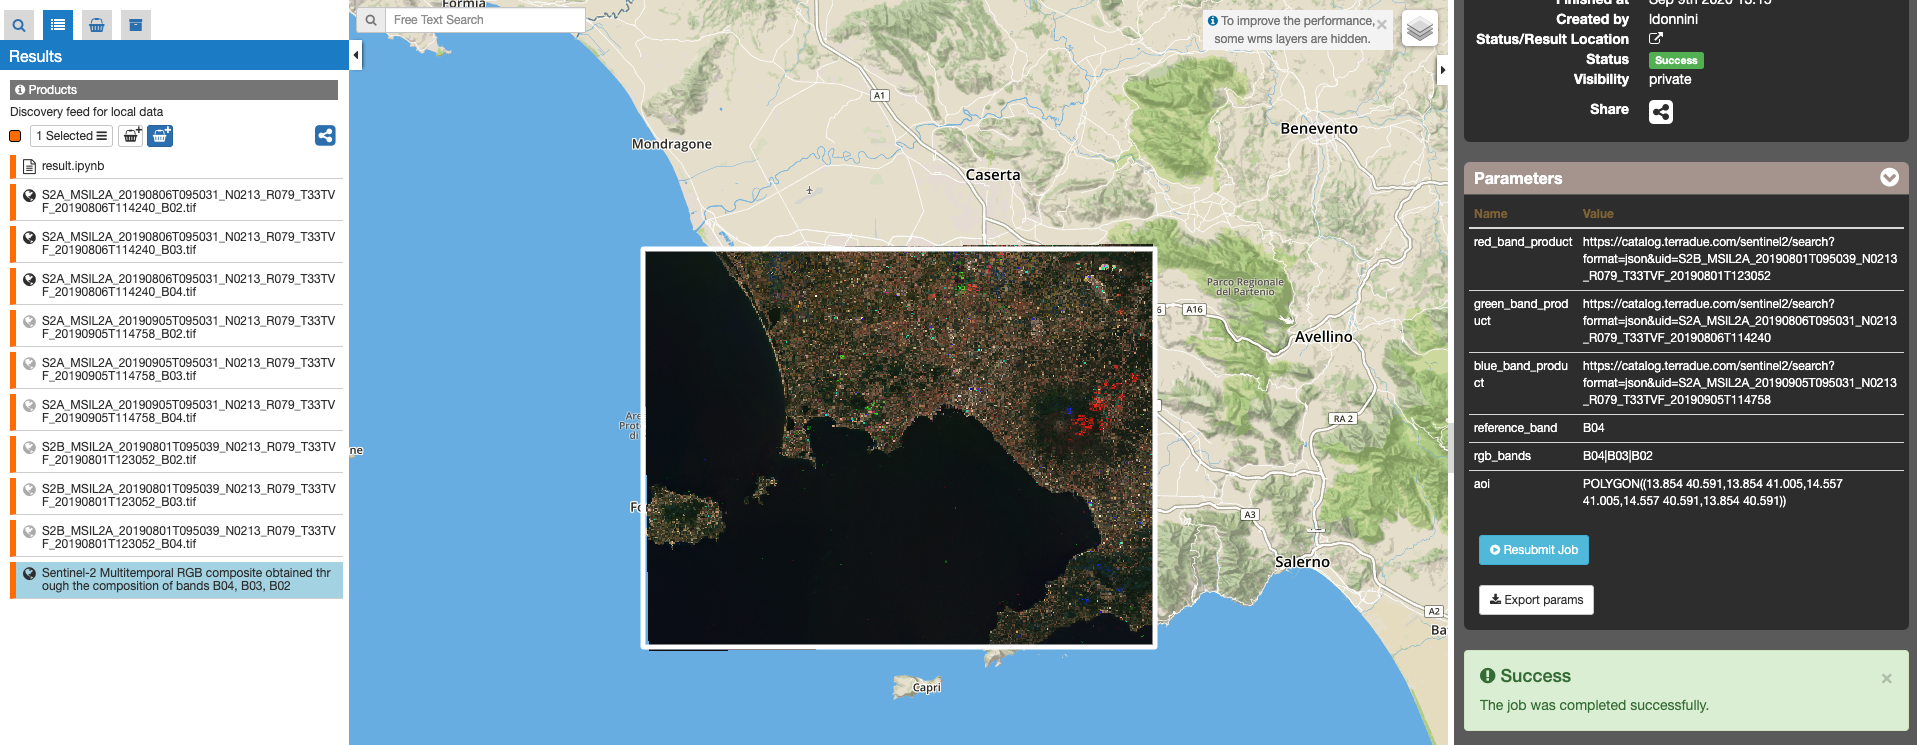 Results
Products
Discovery feed for local data
1 Selected
result.ipynb
S2A_MSIL2A_20190806T095031_N0213_R079_T33TV
F_20190806T114240_B02.tif
S2A_MSIL2A_20190806T095031_N0213_R079_T33TV
F_20190806T114240_B03.tif
S2A_MSIL2A_20190806T095031_N0213_R079_T33TV
F_20190806T114240_B04.tif
S2A_MSIL2A_20190905T095031_N0213_R079_T33TV
F_20190905T114758_B02.tif
S2A_MSIL2A_20190905T095031_N0213_R079_T33TV
F_20190905T114758_B03.tif
S2A_MSIL2A_20190905T095031_N0213_R079_T33TV
F_20190905T114758_B04.tif
S2B_MSIL2A_20190801T095039_N0213_R079_T33TV
F_20190801T123052_B02.tif
S2B_MSIL2A_20190801T095039_N0213_R079_T33TV
F_20190801T123052_B03.tif
S2B_MSIL2A_20190801T095039_N0213_R079_T33TV
F_20190801T123052_B04.tif
Sentinel-2 Multitemporal RGB composite obtained thr
ough the composition of bands B04, B03, B02
Formia
Free Text Search
To improve the performance,
some wms layers are hidden.
A1
Mondragone
Benevento
Caserta
Parco Regionale
del Partenio
A16
Avellino
RA 2
A3
Salerno
A2
Capri
Finished at Sep 9th 2020 15:15
Created by ldonnini
Status/Result Location
Status Success
Visibility private
Share
Parameters
Name Value
red_band_product https://catalog.terradue.com/sentinel2/search?
format=json&uid=S2B_MSIL2A_20190801T095039_N0213
_R079_T33TVF_20190801T123052
green_band_prod https://catalog.terradue.com/sentinel2/search?
uct format=json&uid=S2A_MSIL2A_20190806T095031_N0213
_R079_T33TVF_20190806T114240
blue_band_produ https://catalog.terradue.com/sentinel2/search?
ct format=json&uid=S2A_MSIL2A_20190905T095031_N0213
_R079_T33TVF_20190905T114758
reference_band B04
rgb_bands B04|B03|B02
aoi POLYGON((13.854 40.591,13.854 41.005,14.557
41.005,14.557 40.591,13.854 40.591))
Resubmit Job
Export params
Success
The job was completed successfully.